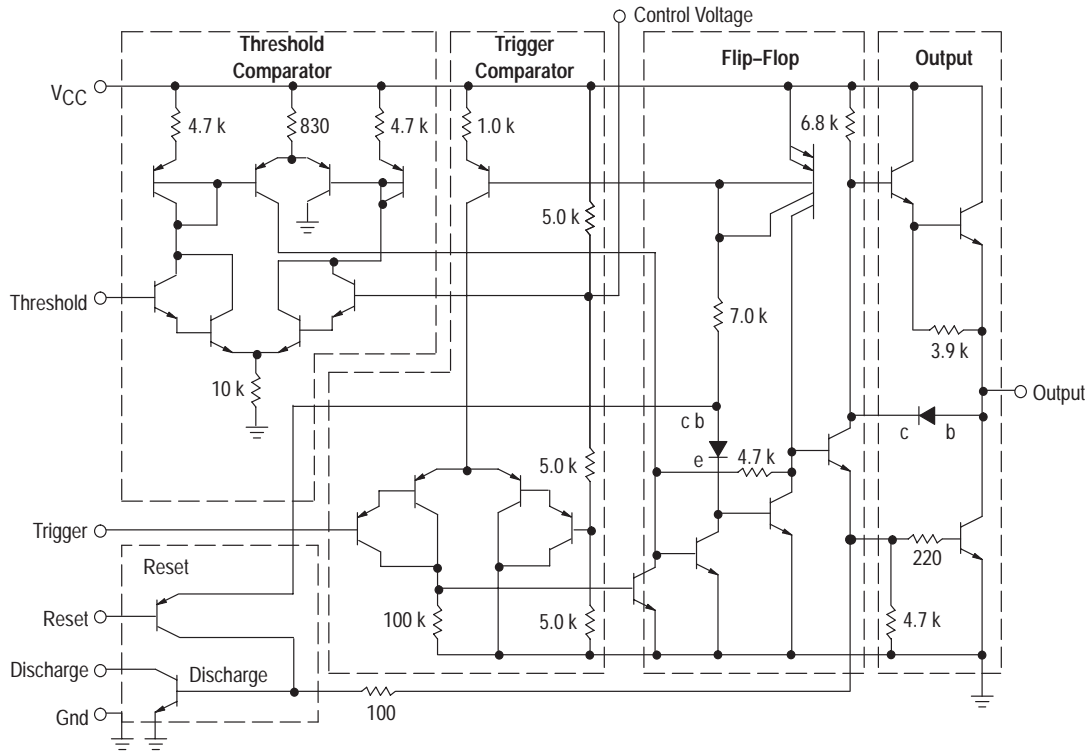 Control Voltage
Threshold
Comparator
Trigger
Comparator
Flip–Flop
Output
VCC
4.7 k
830
4.7 k
1.0 k
6.8 k
5.0 k
Threshold
7.0 k
3.9 k
10 k
Output
c b
c
b
e
4.7 k
5.0 k
Trigger
220
Reset
Reset
100 k
5.0 k
4.7 k
Discharge
Discharge
100
Gnd